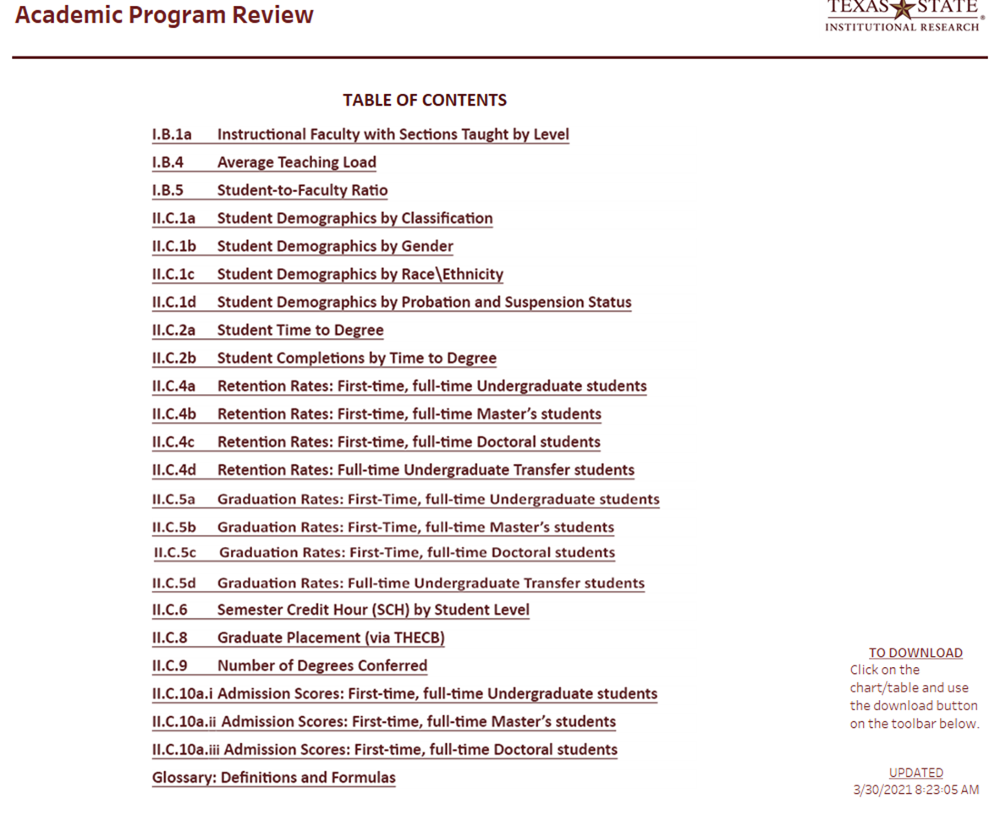 Academic Program Review
TEXAS STATE®
INSTITUTIONAL RESEARCH
TABLE OF CONTENTS
I.B.1a Instructional Faculty with Sections Taught by Level
I.B.4 Average Teaching Load
I.B.5 Student-to-Faculty Ratio
II.C.1a Student Demographics by Classification
II.C.1b Student Demographics by Gender
II.C.1c Student Demographics by Race\Ethnicity
II.C.1d Student Demographics by Probation and Suspension Status
II.C.2a Student Time to Degree
II.C.2b Student Completions by Time to Degree
II.C.4a Retention Rates: First-time, full-time Undergraduate students
II.C.4b Retention Rates: First-time, full-time Master's students
II.C.4c Retention Rates: First-time, full-time Doctoral students
II.C.4d Retention Rates: Full-time Undergraduate Transfer students
II.C.5a Graduation Rates: First-Time, full-time Undergraduate students
II.C.5b Graduation Rates: First-Time, full-time Master's students
II.C.5c Graduation Rates: First-Time, full-time Doctoral students
II.C.5d Graduation Rates: Full-time Undergraduate Transfer students
II.C.6 Semester Credit Hour (SCH) by Student Level
II.C.8 Graduate Placement (via THECB)
II.C.9 Number of Degrees Conferred
II.C.10a.i Admission Scores: First-time, full-time Undergraduate students
II.C.10a.ii Admission Scores: First-time, full-time Master's students
II.C.10a.iii Admission Scores: First-time, full-time Doctoral students
Glossary: Definitions and Formulas
TO DOWNLOAD
Click on the
chart/table and use
the download button
on the toolbar below.
UPDATED
3/30/2021 8:23:05 AM